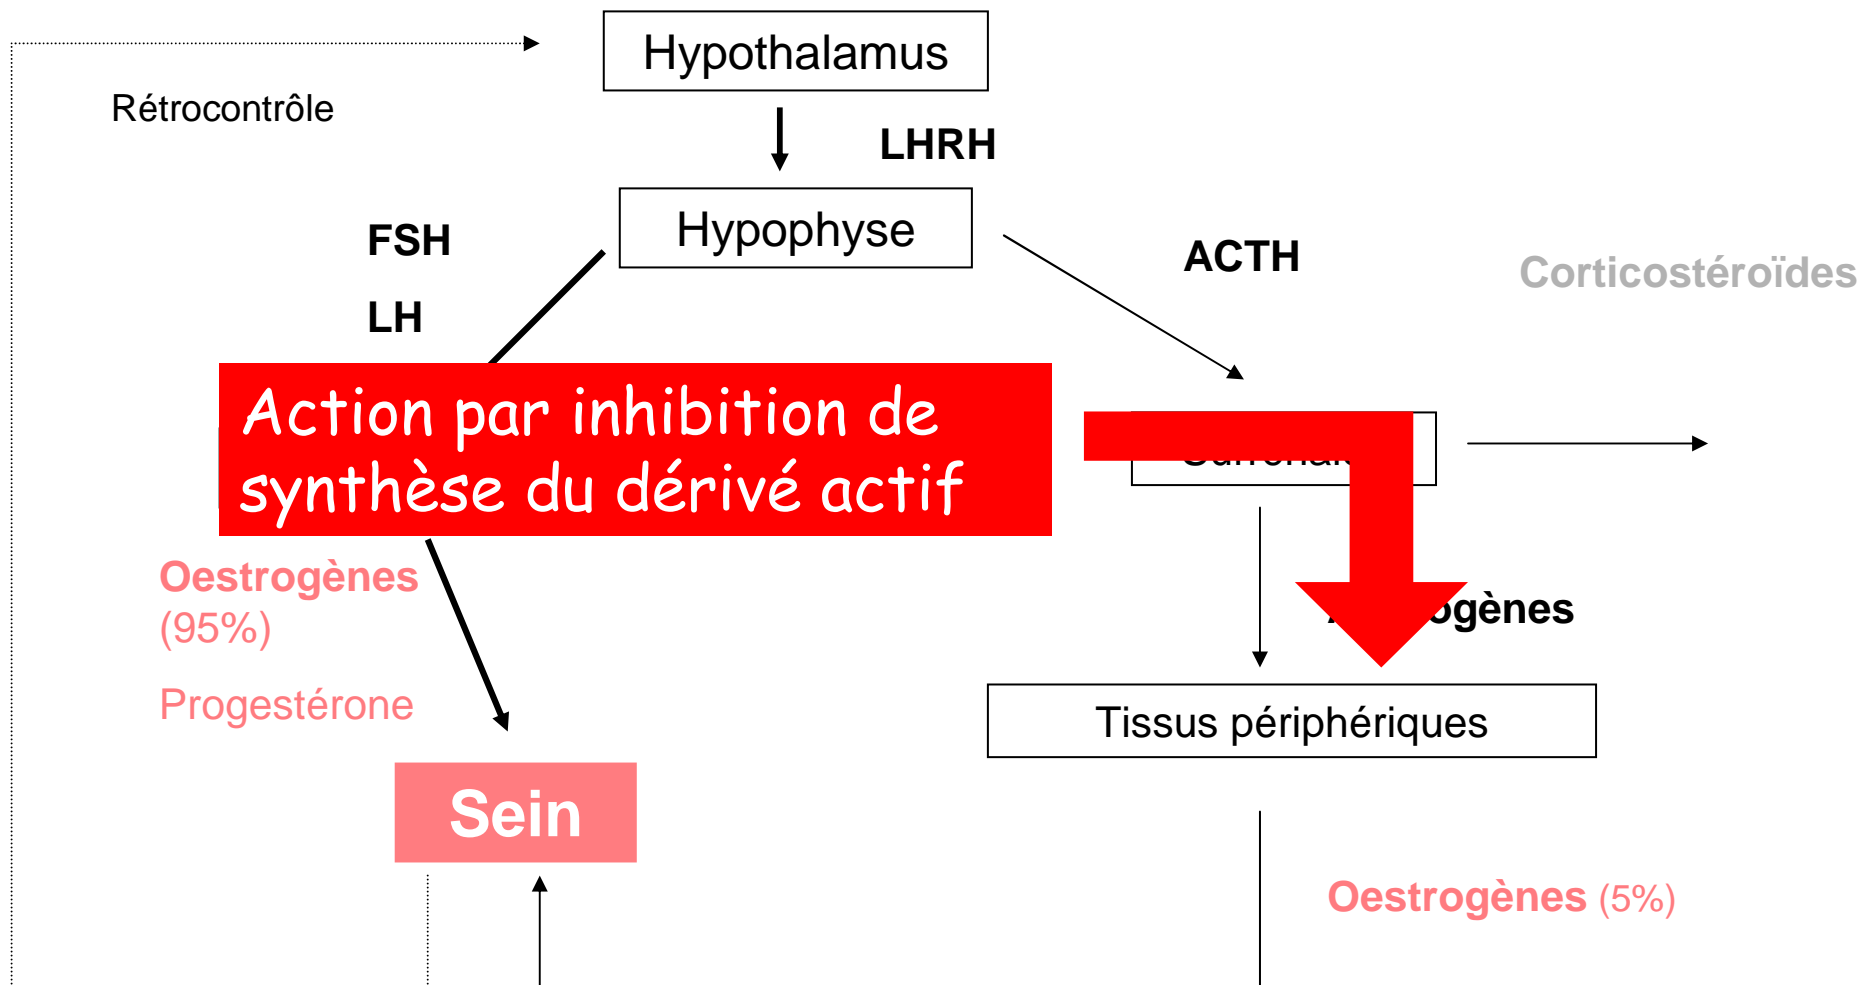 Hypothalamus
Rétrocontrôle
LHRH
Hypophyse
FSH
LH
ACTH
Corticostéroïdes
Action par inhibition de
synthèse du dérivé actif
Oestrogènes
(95%)
Progestérone
Tissus périphériques
Sein
Oestrogènes (5%)